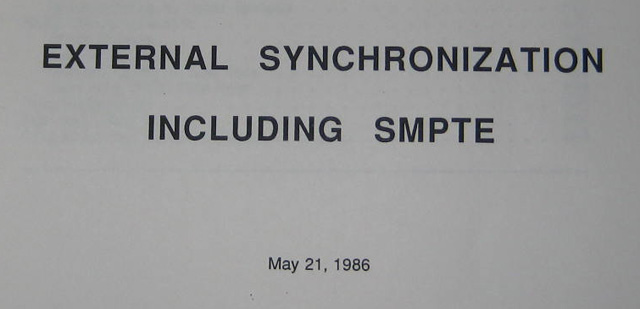 EXTERNAL SYNCHRONIZATION
INCLUDING SMPTE
May 21, 1986